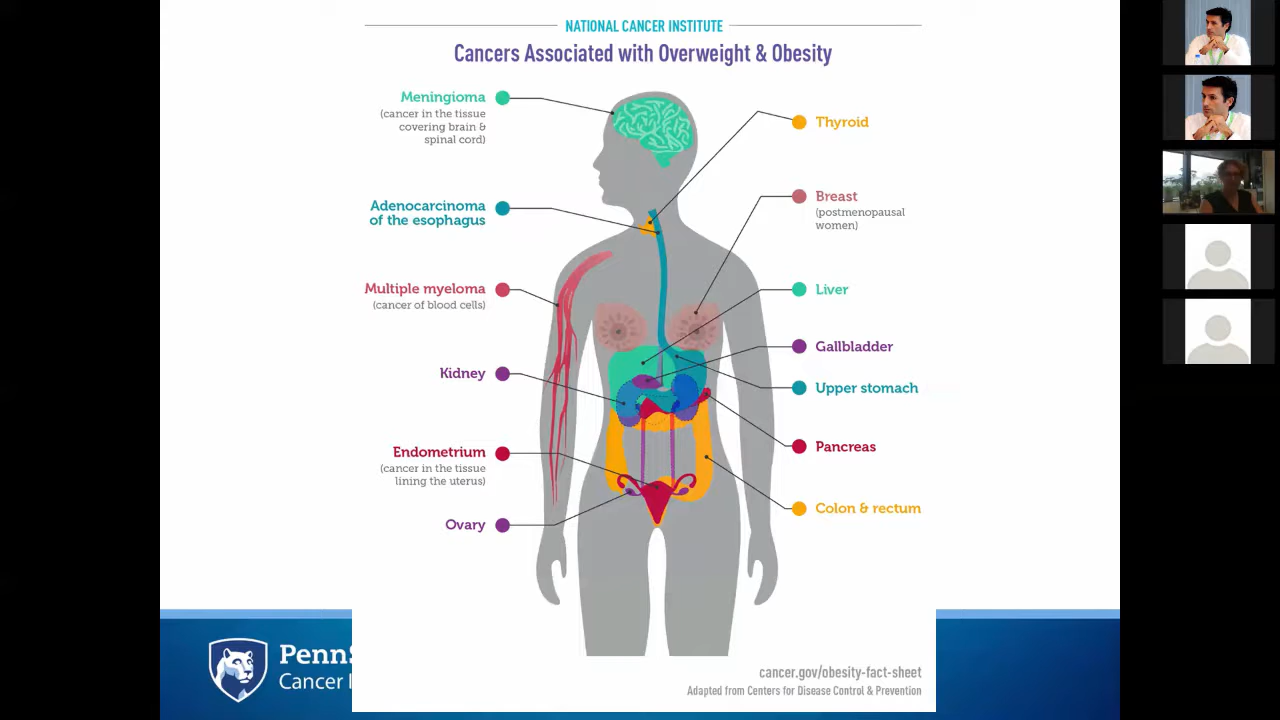 NATIONAL CANCER INSTITUTE
Cancers Associated with Overweight & Obesity
Meningioma
(cancer in the tissue
covering brain &
spinal cord)
Adenocarcinoma
of the esophagus
Multiple myeloma
(cancer of blood cells)
Kidney
Endometrium
(cancer in the tissue
lining the uterus)
Ovary
Thyroid
Breast
(postmenopausal
women)
Liver
Gallbladder
Upper stomach
Pancreas
Colon & rectum
cancer.gov/obesity-fact-sheet
Adapted from Centers for Disease Control & Prevention
PennS
Cancer I